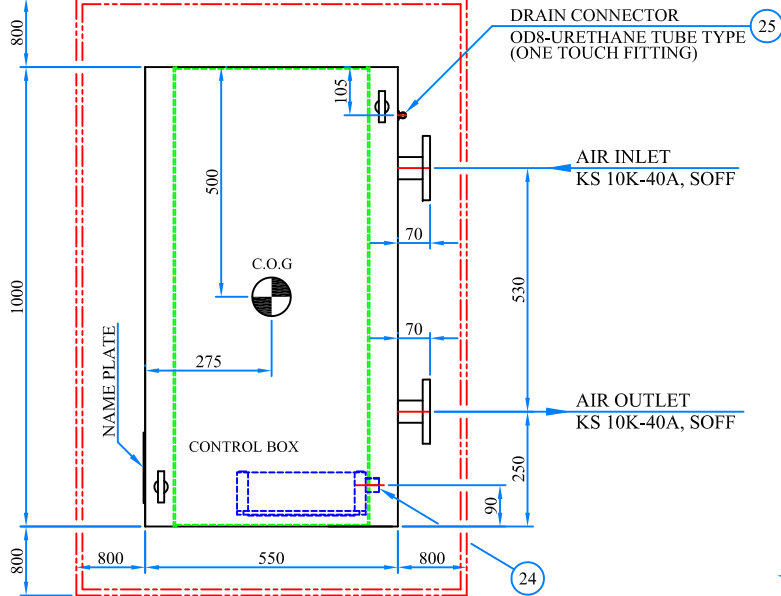 DRAIN CONNECTOR
25
OD8-URETHANE TUBE TYPE
(ONE TOUCH FITTING)
800
105
AIR INLET
KS 10K-40A, SOFF
500
70
C.O.G
1000
530
70
NAME PLATE
275
AIR OUTLET
KS 10K-40A, SOFF
CONTROL BOX
250
90
800
800
550
800
24